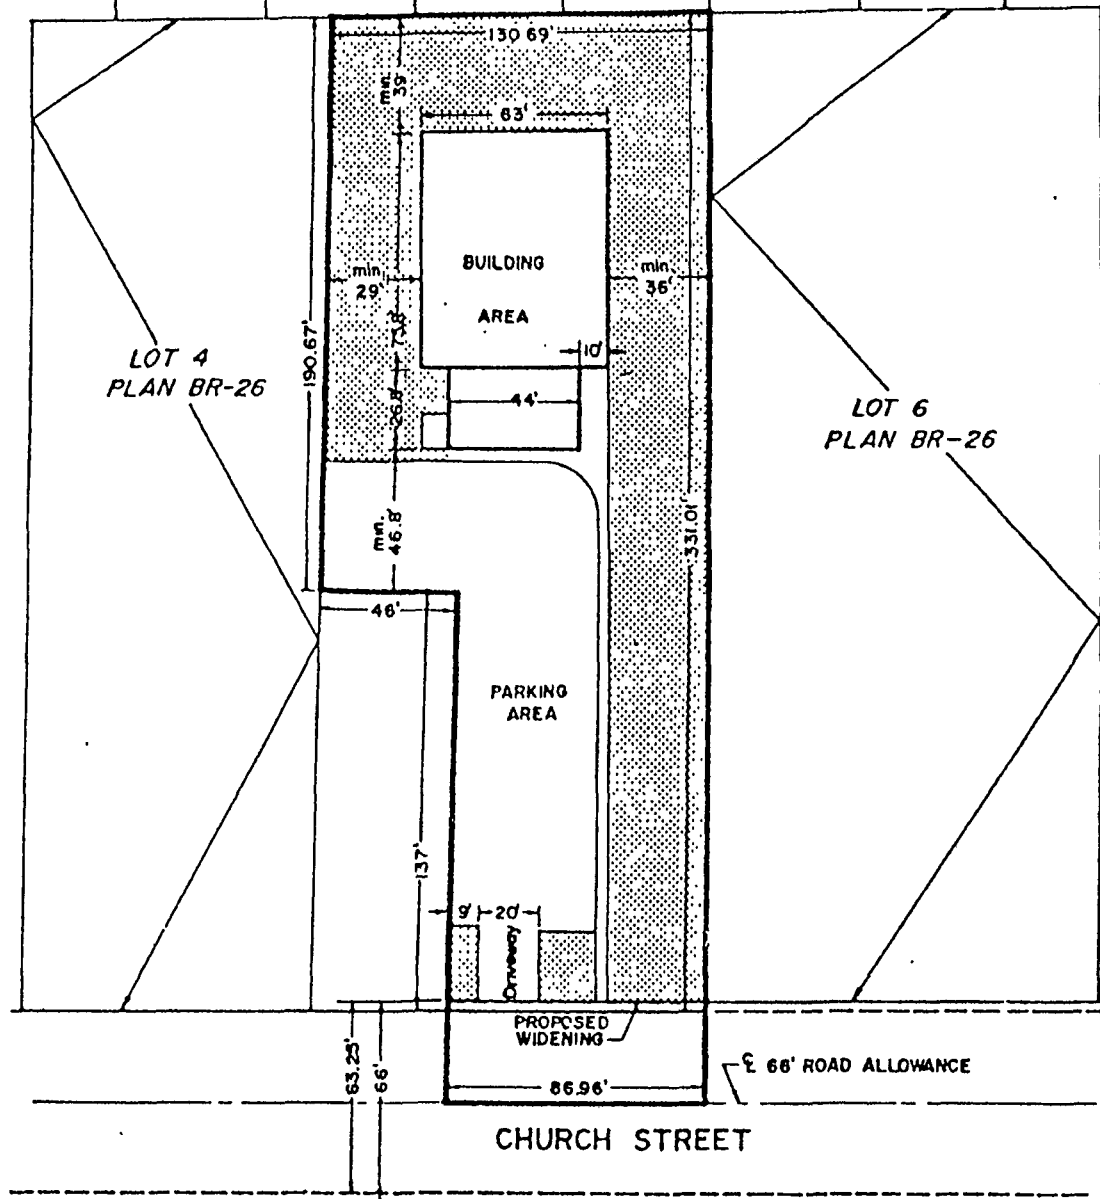 130.69'
min.
39'
63'
BUILDING
AREA
min.
29'
min.
36'
73.8'
190.67'
10'
LOT 4
PLAN BR-26
44'
26.8'
LOT 6
PLAN BR-26
min.
46.8'
331.01'
46'
PARKING
AREA
137'
9'
20'
Driveway
PROPOSED
WIDENING
63.25'
66'
℄ 66' ROAD ALLOWANCE
86.96'
CHURCH STREET